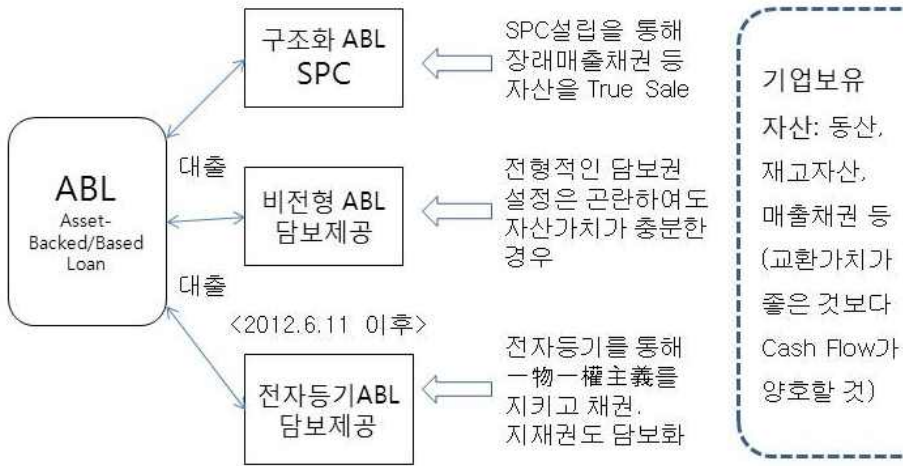 ABL
Asset-
Backed/Based
Loan
대출
대출
구조화 ABL
SPC
SPC설립을 통해
장래매출채권 등
자산을 True Sale
비전형 ABL
담보제공
전형적인 담보권
설정은 곤란하여도
자산가치가 충분한
경우
<2012.6.11 이후>
전자등기ABL
담보제공
전자등기를 통해
一物一權主義를
지키고 채권.
지재권도 담보화
기업보유
자산: 동산,
재고자산,
매출채권 등
(교환가치가
좋은 것보다
Cash Flow가
양호할 것)